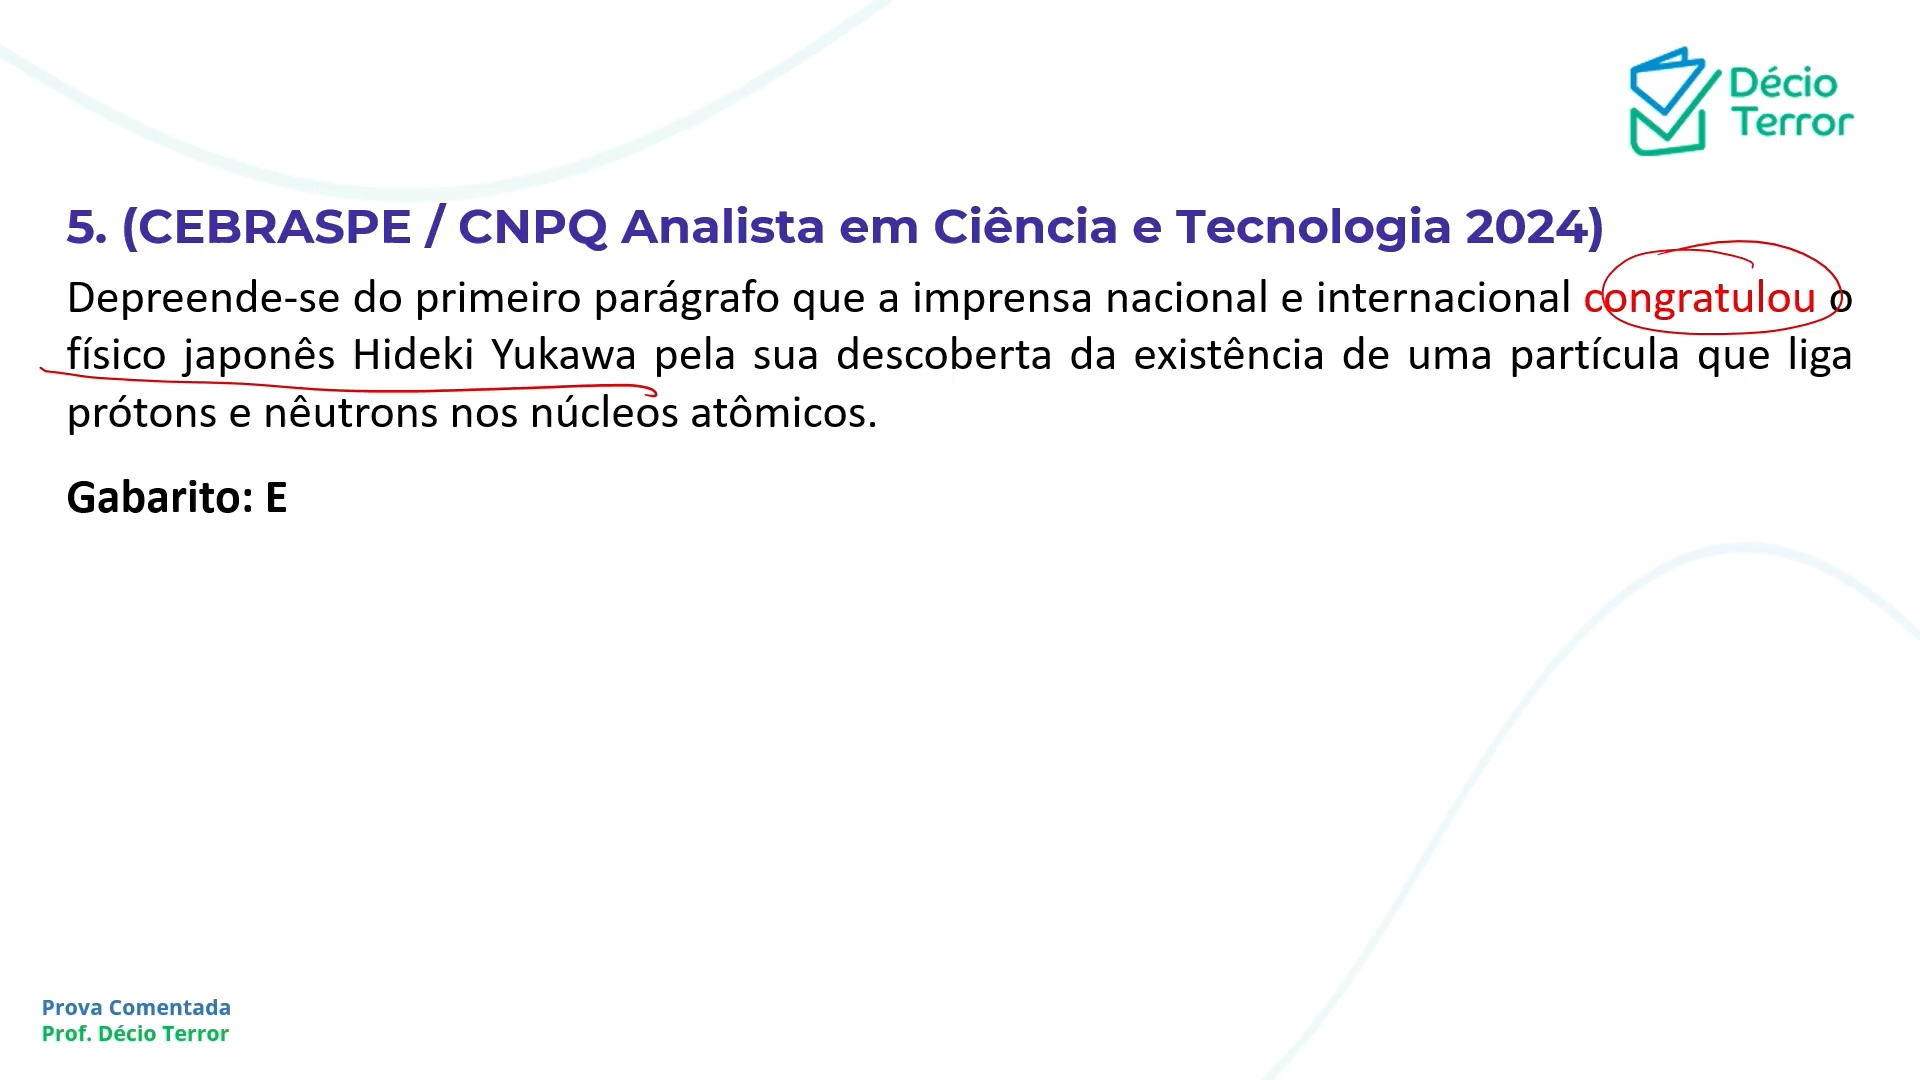 Décio
Terror
5. (CEBRASPE / CNPQ Analista em Ciência e Tecnologia 2024)
Depreende-se do primeiro parágrafo que a imprensa nacional e internacional congratulou o
físico japonês Hideki Yukawa pela sua descoberta da existência de uma partícula que liga
prótons e nêutrons nos núcleos atômicos.
Gabarito: E
Prova Comentada
Prof. Décio Terror